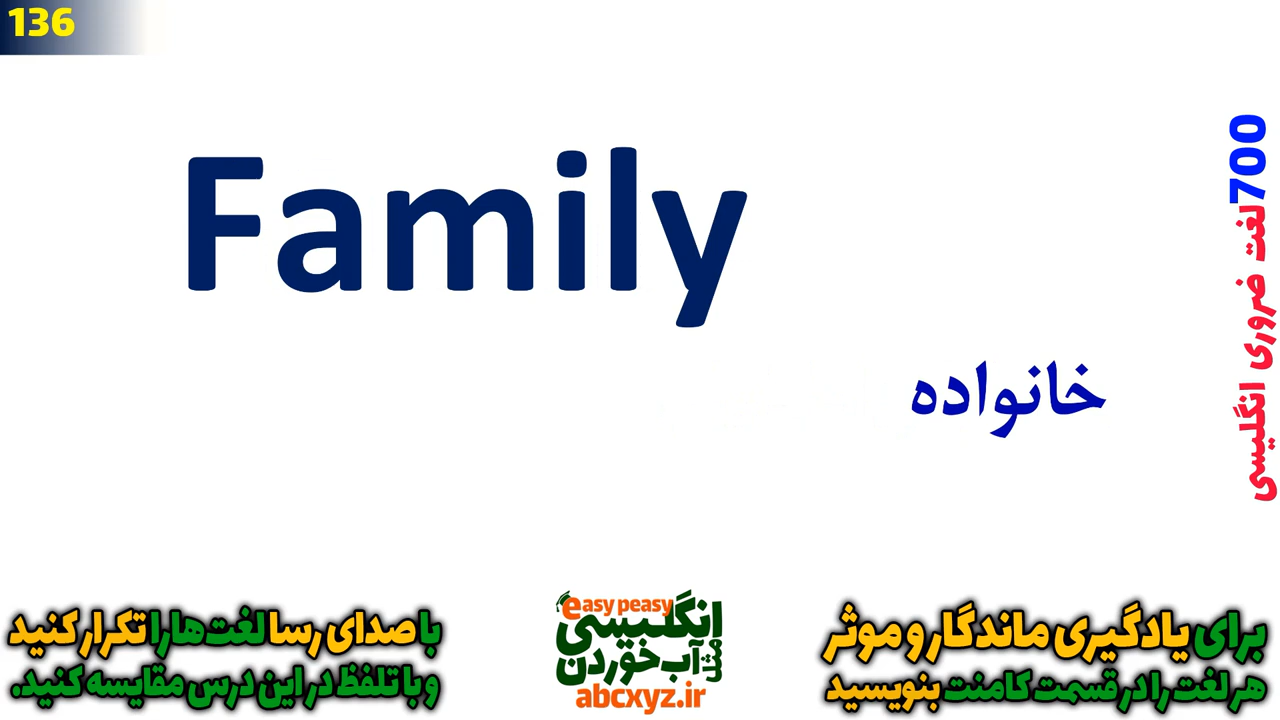 136
Family
خانواده
700 لغت ضروری انگلیسی
برای یادگیری ماندگار و موثر
هر لغت را در قسمت کامنت بنویسید
easy peasy
انگلیسی
مثل آب خوردن
abcxyz.ir
با صدای رسا لغت‌ها را تکرار کنید
و با تلفظ در این درس مقایسه کنید.